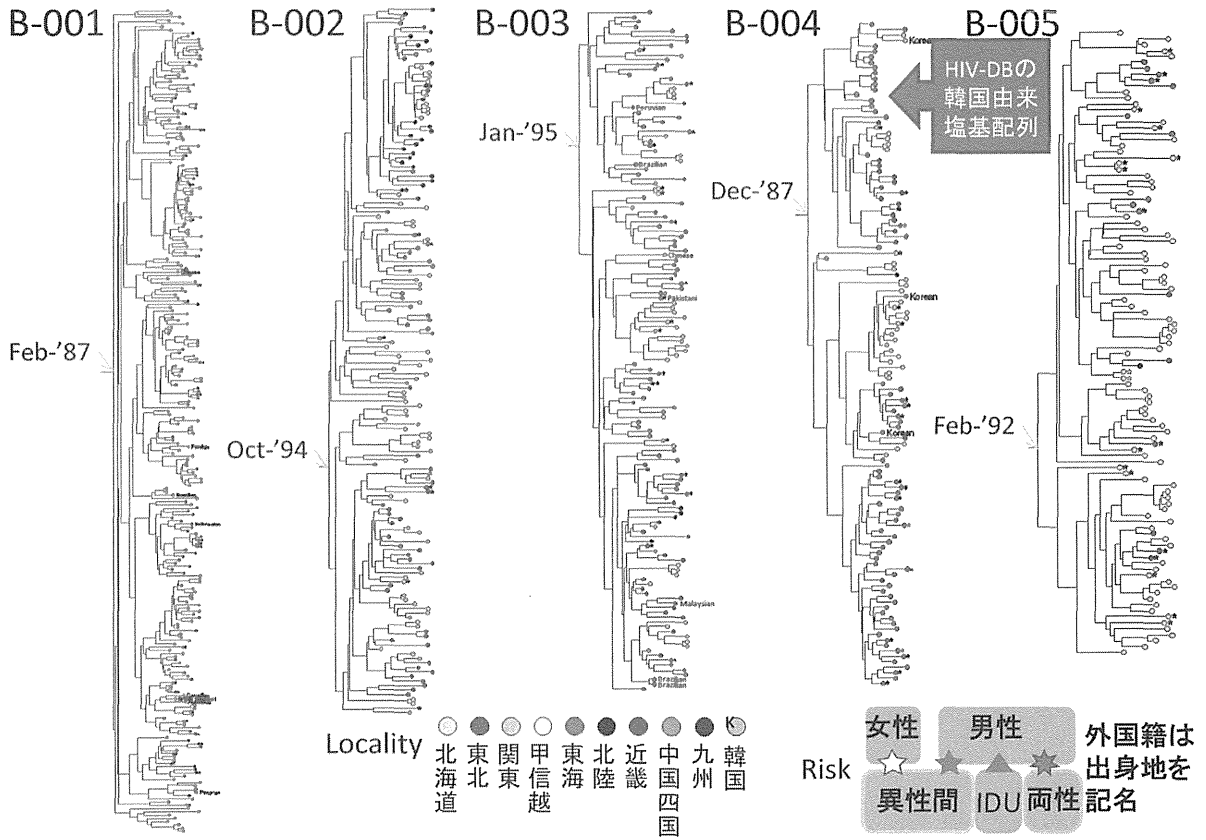 B-001
B-002
B-003
B-004
B-005
Feb-'87
Oct-'94
Jan-'95
Peruvian
Brazilian
Chinese
Pakistani
Malaysian
Brazilian
Brazilian
Dec-'87
Korean
Korean
Korean
HIV-DBの
韓国由来
塩基配列
Feb-'92
Locality
北海道
東北
関東
甲信越
東海
北陸
近畿
中国四国
九州
K
韓国
Risk
女性
男性
異性間
IDU
両性
外国籍は
出身地を
記名